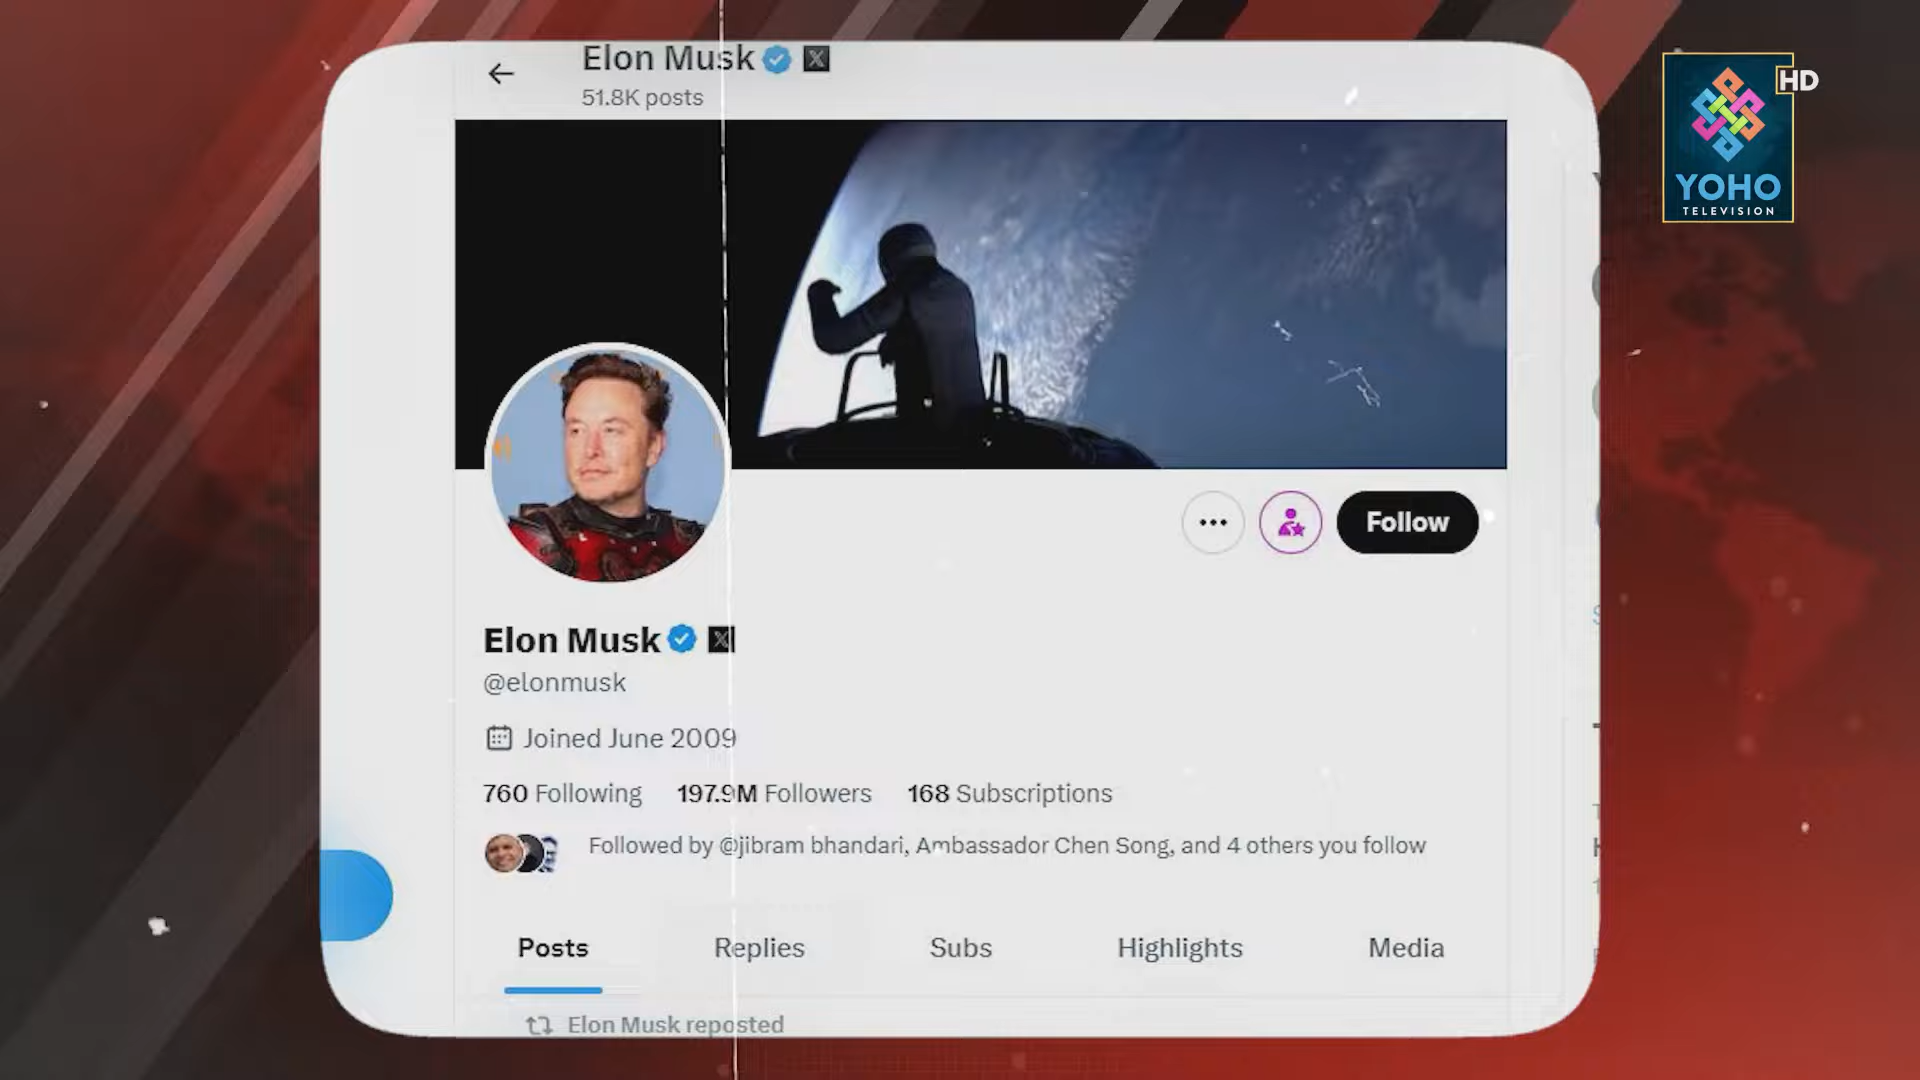 Elon Musk
51.8K posts
HD
YOHO
TELEVISION
Follow
Elon Musk
@elonmusk
Joined June 2009
760 Following 197.9M Followers 168 Subscriptions
Followed by @jibram bhandari, Ambassador Chen Song, and 4 others you follow
Posts Replies Subs Highlights Media
Elon Musk reposted